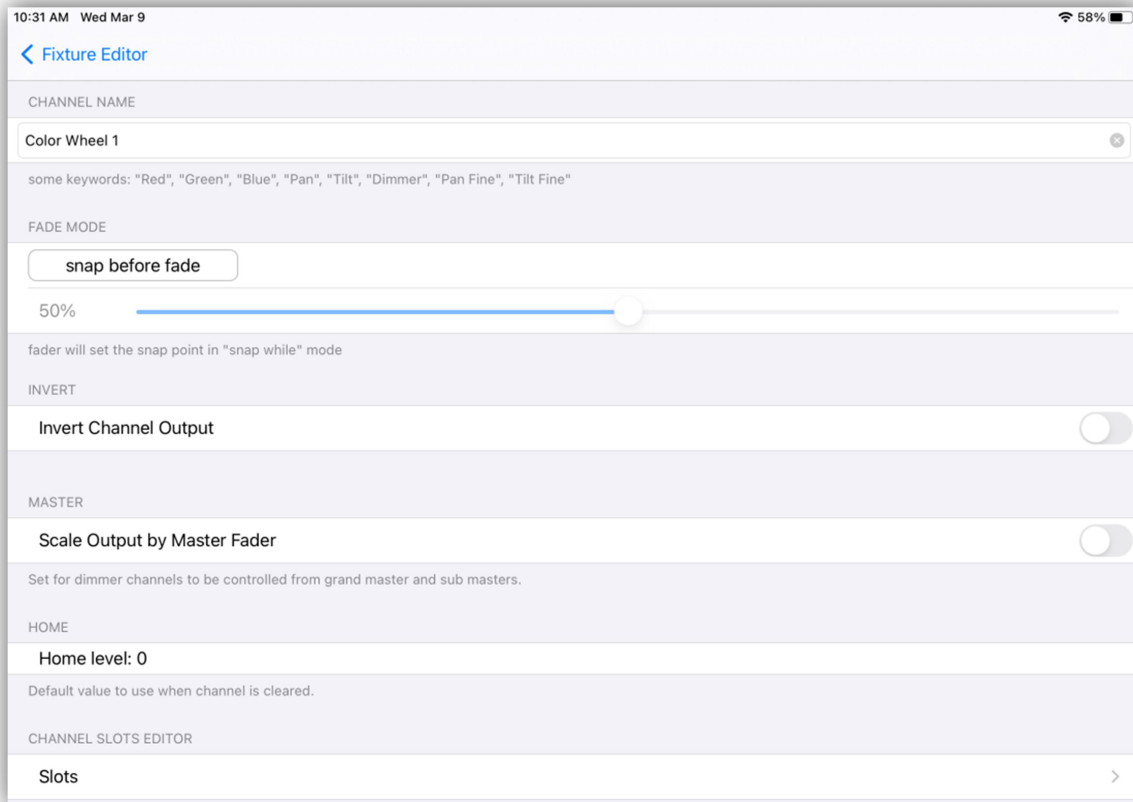 10:31 AM Wed Mar 9 58%
Fixture Editor
CHANNEL NAME
Color Wheel 1
some keywords: "Red", "Green", "Blue", "Pan", "Tilt", "Dimmer", "Pan Fine", "Tilt Fine"
FADE MODE
snap before fade
50%
fader will set the snap point in "snap while" mode
INVERT
Invert Channel Output
MASTER
Scale Output by Master Fader
Set for dimmer channels to be controlled from grand master and sub masters.
HOME
Home level: 0
Default value to use when channel is cleared.
CHANNEL SLOTS EDITOR
Slots